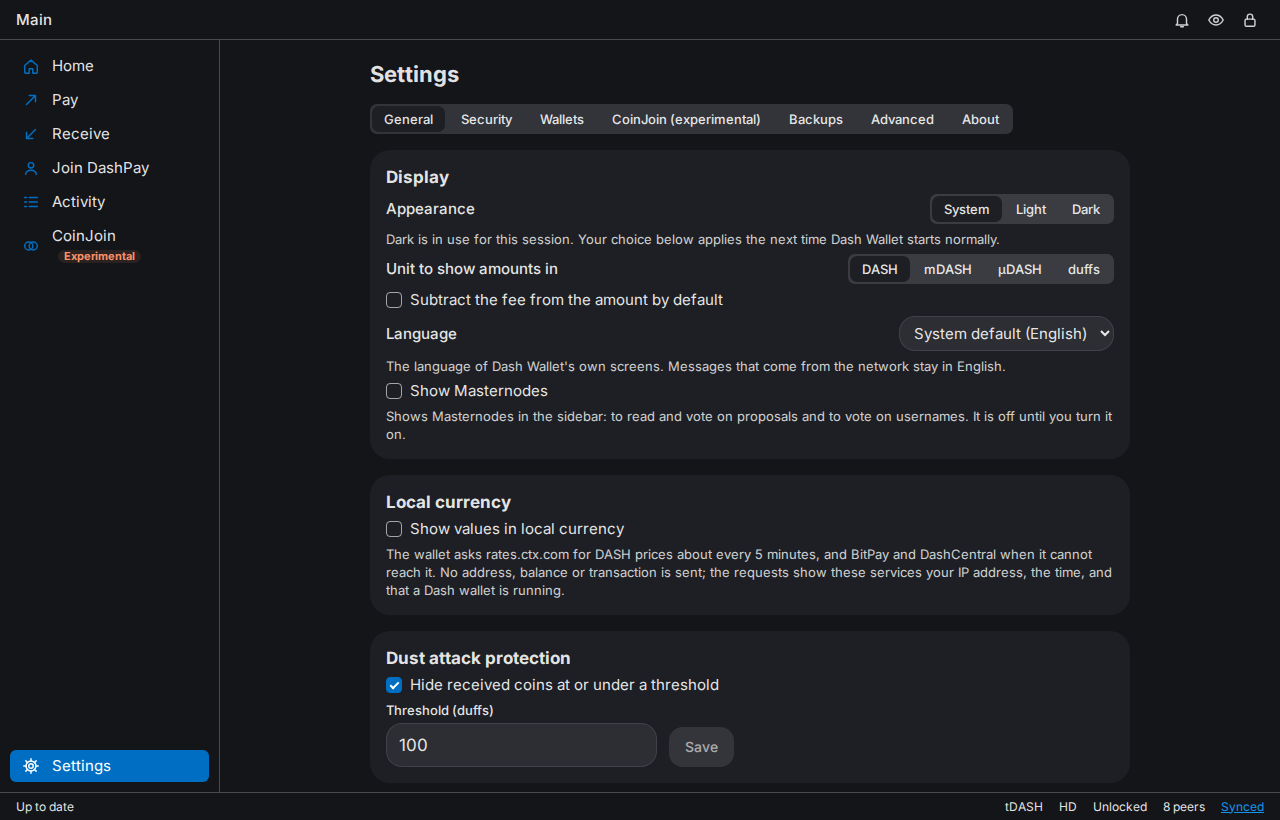 Main
Home
Pay
Receive
Join DashPay
Activity
CoinJoin
Experimental
Settings
Settings
General Security Wallets CoinJoin (experimental) Backups Advanced About
Display
Appearance System Light Dark
Dark is in use for this session. Your choice below applies the next time Dash Wallet starts normally.
Unit to show amounts in DASH mDASH µDASH duffs
Subtract the fee from the amount by default
Language System default (English)
The language of Dash Wallet's own screens. Messages that come from the network stay in English.
Show Masternodes
Shows Masternodes in the sidebar: to read and vote on proposals and to vote on usernames. It is off until you turn it
on.
Local currency
Show values in local currency
The wallet asks rates.ctx.com for DASH prices about every 5 minutes, and BitPay and DashCentral when it cannot
reach it. No address, balance or transaction is sent; the requests show these services your IP address, the time, and
that a Dash wallet is running.
Dust attack protection
Hide received coins at or under a threshold
Threshold (duffs)
100 Save
Up to date tDASH HD Unlocked 8 peers Synced